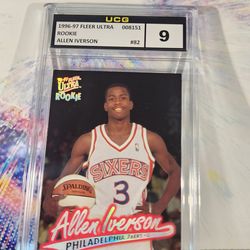 UCG
1996-97 FLEER ULTRA 008151
ROOKIE
ALLEN IVERSON #82
9
FLEER
ULTRA
ROOKIE
SIXERS
3
SPALDING
Allen Iverson
PHILADELPHIA 76ERS